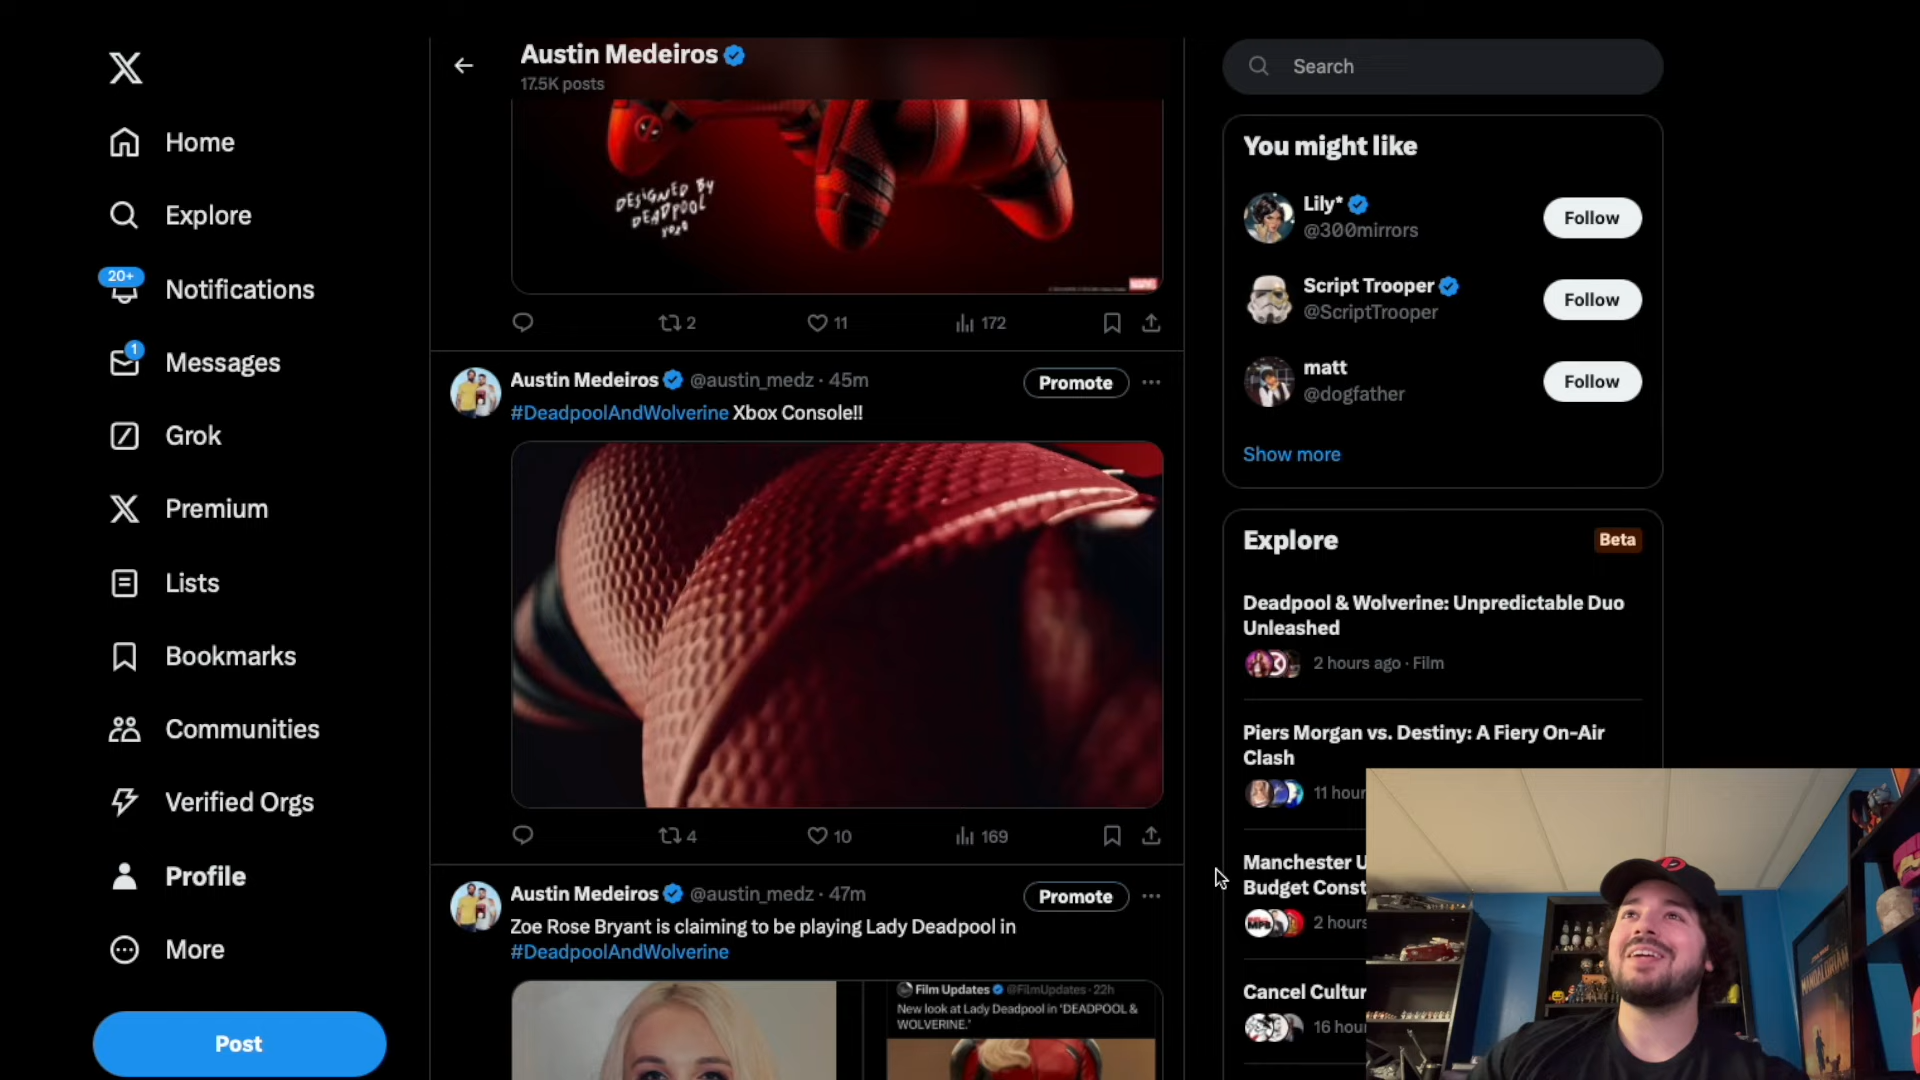 Home
Explore
20+
Notifications
1
Messages
Grok
Premium
Lists
Bookmarks
Communities
Verified Orgs
Profile
More
Post
Austin Medeiros
17.5K posts
DESIGNED BY
DEADPOOL
XOXO
MARVEL
2
11
172
Austin Medeiros @austin_medz · 45m
Promote
#DeadpoolAndWolverine Xbox Console!!
4
10
169
Austin Medeiros @austin_medz · 47m
Promote
Zoe Rose Bryant is claiming to be playing Lady Deadpool in
#DeadpoolAndWolverine
Film Updates @FilmUpdates · 22h
New look at Lady Deadpool in 'DEADPOOL &
WOLVERINE.'
Search
You might like
Lily*
@300mirrors
Follow
Script Trooper
@ScriptTrooper
Follow
matt
@dogfather
Follow
Show more
Explore
Beta
Deadpool & Wolverine: Unpredictable Duo
Unleashed
2 hours ago · Film
Piers Morgan vs. Destiny: A Fiery On-Air
Clash
11 hour
Manchester U
Budget Const
2 hours
Cancel Cultur
16 hou
MANDALORIAN